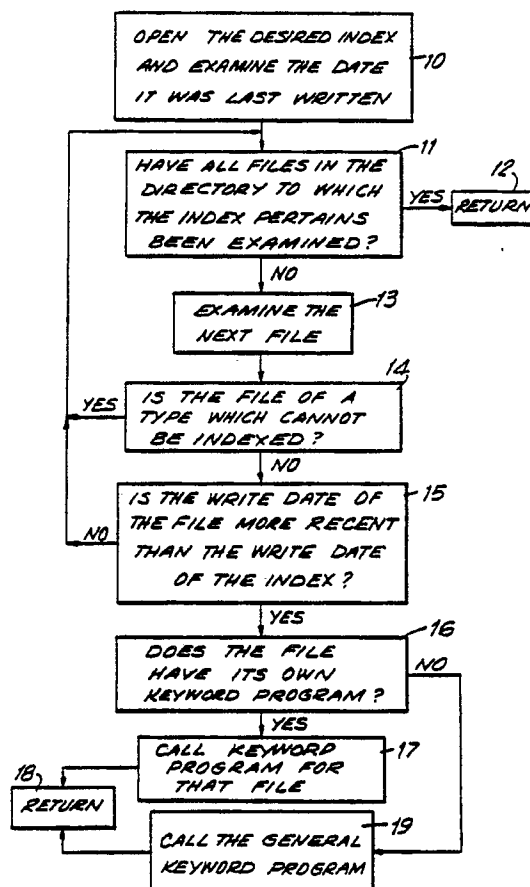 OPEN THE DESIRED INDEX
AND EXAMINE THE DATE
IT WAS LAST WRITTEN
10
11
HAVE ALL FILES IN THE
DIRECTORY TO WHICH
THE INDEX PERTAINS
BEEN EXAMINED?
YES
12
RETURN
NO
13
EXAMINE THE
NEXT FILE
14
IS THE FILE OF A
TYPE WHICH CANNOT
BE INDEXED?
YES
NO
15
IS THE WRITE DATE OF
THE FILE MORE RECENT
THAN THE WRITE DATE
OF THE INDEX?
NO
YES
16
DOES THE FILE
HAVE ITS OWN
KEYWORD PROGRAM?
NO
YES
17
CALL KEYWORD
PROGRAM FOR
THAT FILE
18
RETURN
19
CALL THE GENERAL
KEYWORD PROGRAM